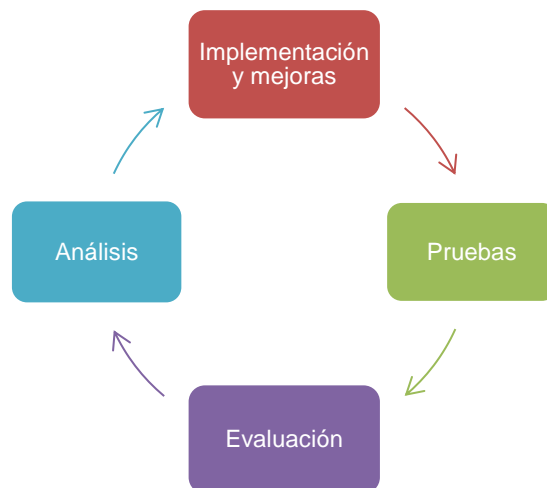 Implementación
y mejoras
Análisis
Pruebas
Evaluación